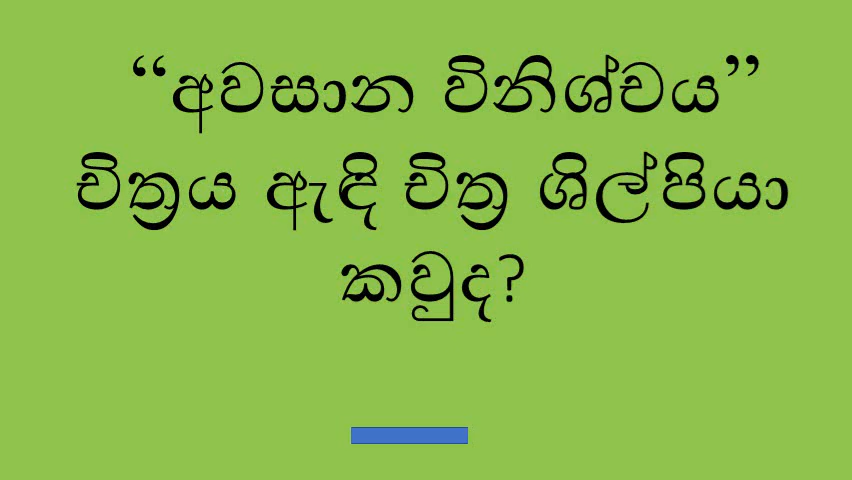 “අවසාන විනිශ්චය”
චිත්‍රය ඇඳි චිත්‍ර ශිල්පියා
කවුද?